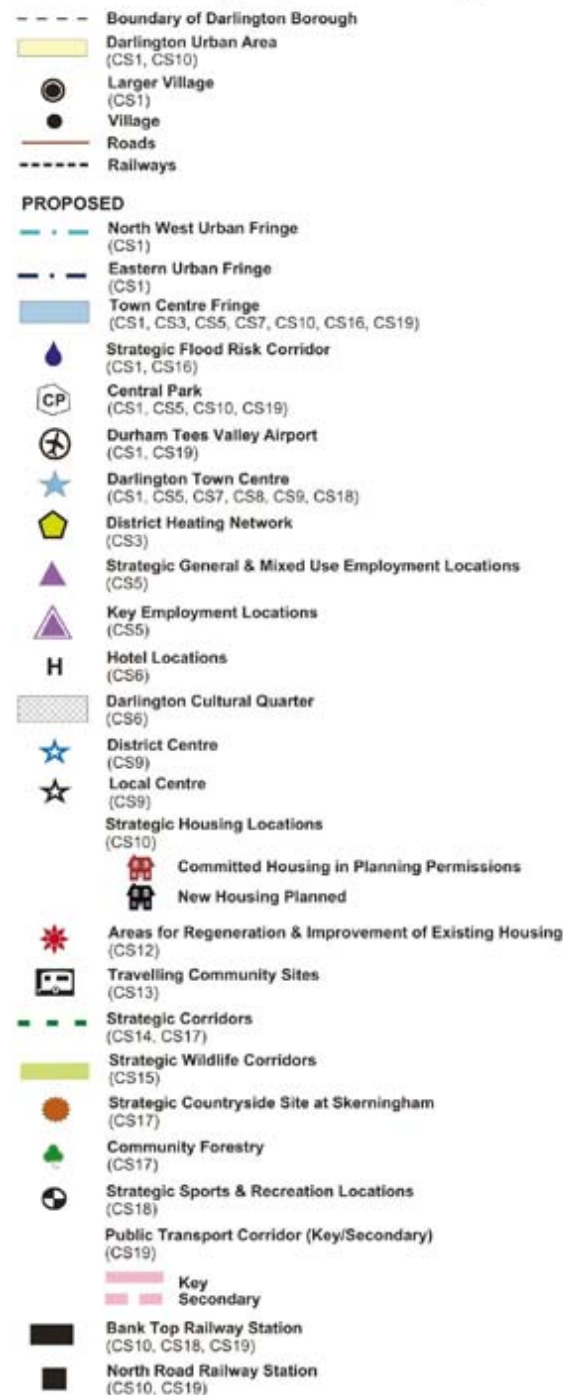 Boundary of Darlington Borough
Darlington Urban Area
(CS1, CS10)
Larger Village
(CS1)
Village
Roads
Railways
PROPOSED
North West Urban Fringe
(CS1)
Eastern Urban Fringe
(CS1)
Town Centre Fringe
(CS1, CS3, CS5, CS7, CS10, CS16, CS19)
Strategic Flood Risk Corridor
(CS1, CS16)
CP
Central Park
(CS1, CS5, CS10, CS19)
Durham Tees Valley Airport
(CS1, CS19)
Darlington Town Centre
(CS1, CS5, CS7, CS8, CS9, CS18)
District Heating Network
(CS3)
Strategic General & Mixed Use Employment Locations
(CS5)
Key Employment Locations
(CS5)
H
Hotel Locations
(CS6)
Darlington Cultural Quarter
(CS6)
District Centre
(CS9)
Local Centre
(CS9)
Strategic Housing Locations
(CS10)
Committed Housing in Planning Permissions
New Housing Planned
Areas for Regeneration & Improvement of Existing Housing
(CS12)
Travelling Community Sites
(CS13)
Strategic Corridors
(CS14, CS17)
Strategic Wildlife Corridors
(CS15)
Strategic Countryside Site at Skerningham
(CS17)
Community Forestry
(CS17)
Strategic Sports & Recreation Locations
(CS18)
Public Transport Corridor (Key/Secondary)
(CS19)
Key
Secondary
Bank Top Railway Station
(CS10, CS18, CS19)
North Road Railway Station
(CS10, CS19)